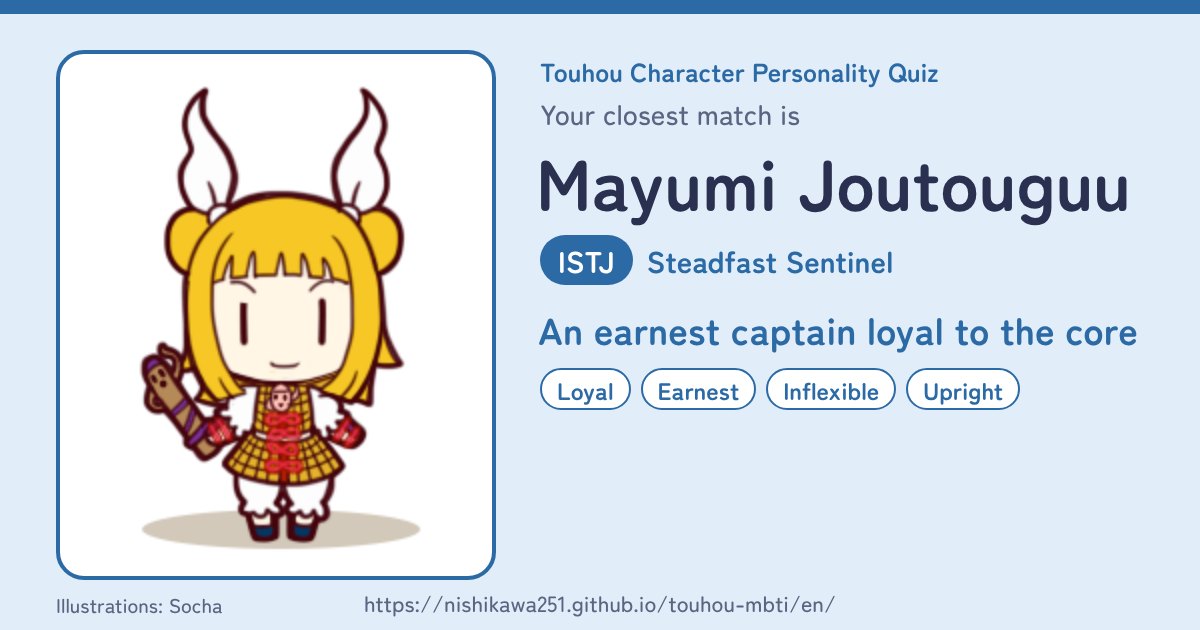 Touhou Character Personality Quiz
Your closest match is
Mayumi Joutouguu
ISTJ Steadfast Sentinel
An earnest captain loyal to the core
Loyal Earnest Inflexible Upright
Illustrations: Socha https://nishikawa251.github.io/touhou-mbti/en/